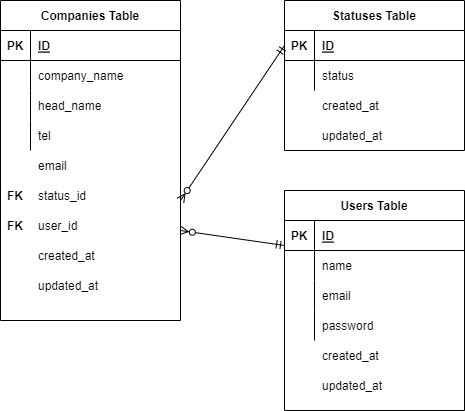 Companies Table
PK ID
company_name
head_name
tel
email
FK status_id
FK user_id
created_at
updated_at
Statuses Table
PK ID
status
created_at
updated_at
Users Table
PK ID
name
email
password
created_at
updated_at